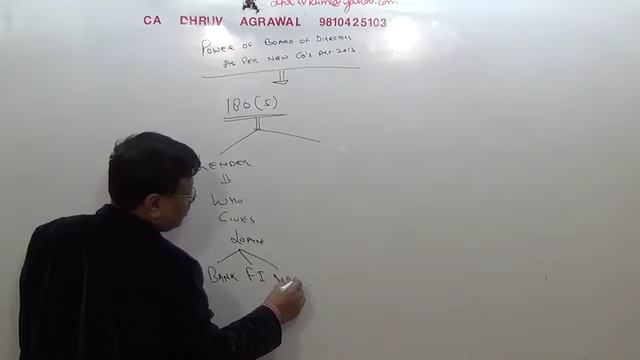 CA DHRUV AGRAWAL 9810425103
POWER OF BOARD OF DIRECTORS
AS PER NEW CO'S ACT 2013
180(5)
LENDER
WHO
GIVES
LOAN
BANK FI